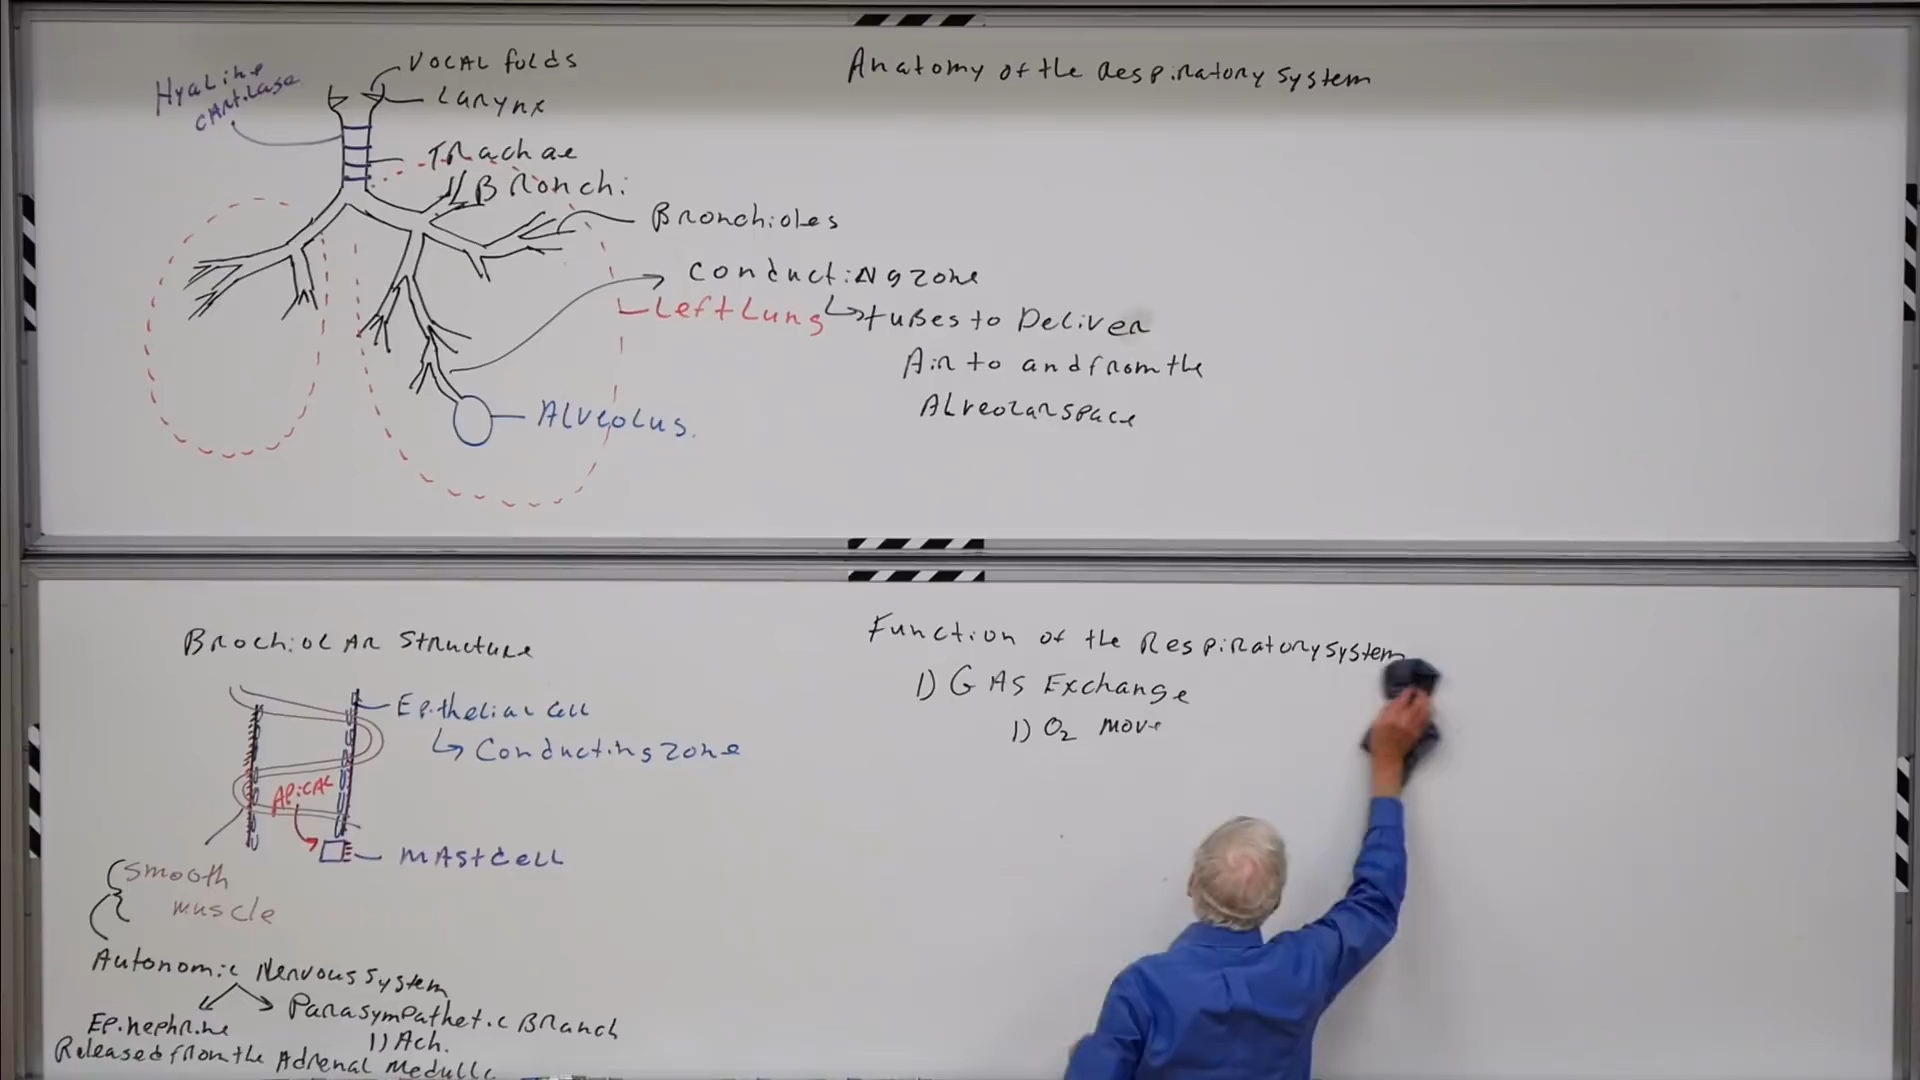 Hyaline
cartilage
vocal folds
Larynx
Trachae
Bronchi
Bronchioles
conducting zone
Left Lung
tubes to Deliver
Air to and from the
Alveolar space
Alveolus.
Anatomy of the Respiratory system
Brochiolar Structure
Epithelial cell
Conducting zone
Apical
Mast cell
Smooth
muscle
Autonomic Nervous System
Epinephrine
Released from the Adrenal Medulla
Parasympathetic Branch
1) Ach.
Function of the Respiratory system
1) Gas Exchange
1) O2 move